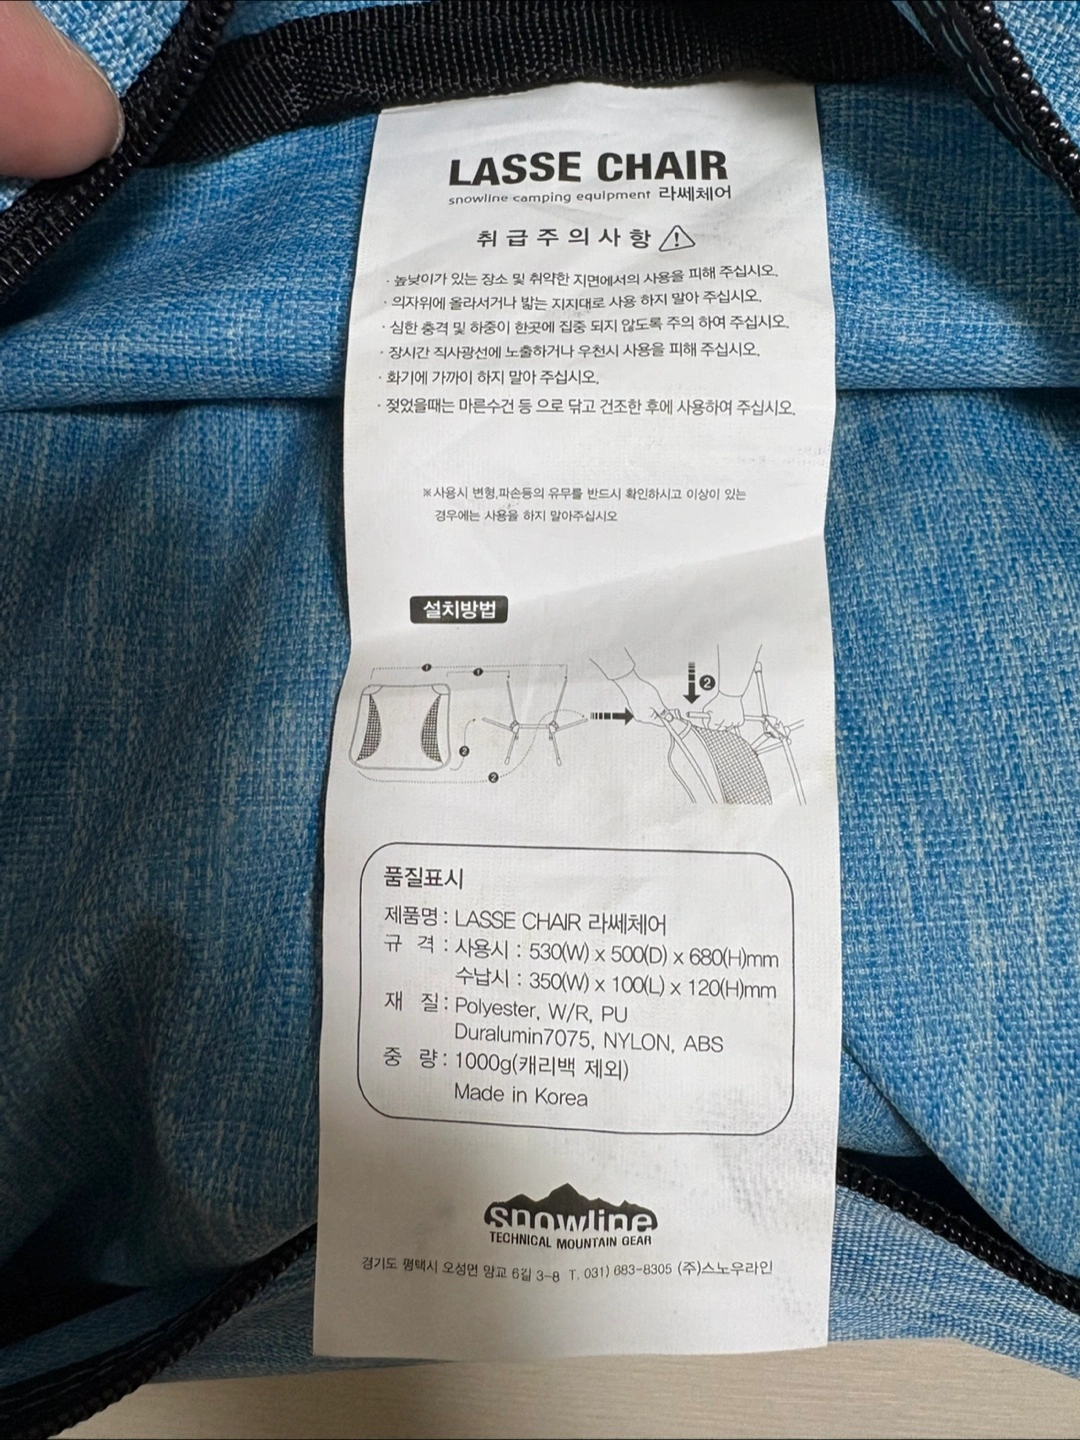 LASSE CHAIR
snowline camping equipment 라쎄체어
취급주의사항
· 높낮이가 있는 장소 및 취약한 지면에서의 사용을 피해 주십시오.
· 의자위에 올라서거나 밟는 지지대로 사용 하지 말아 주십시오.
· 심한 충격 및 하중이 한곳에 집중 되지 않도록 주의 하여 주십시오.
· 장시간 직사광선에 노출하거나 우천시 사용을 피해 주십시오.
· 화기에 가까이 하지 말아 주십시오.
· 젖었을때는 마른수건 등 으로 닦고 건조한 후에 사용하여 주십시오.
※ 사용시 변형,파손등의 유무를 반드시 확인하시고 이상이 있는
경우에는 사용을 하지 말아주십시오
설치방법
1 1
2
2
2
품질표시
제품명 : LASSE CHAIR 라쎄체어
규 격 : 사용시 : 530(W) x 500(D) x 680(H)mm
수납시 : 350(W) x 100(L) x 120(H)mm
재 질 : Polyester, W/R, PU
Duralumin7075, NYLON, ABS
중 량 : 1000g(캐리백 제외)
Made in Korea
snowline
TECHNICAL MOUNTAIN GEAR
경기도 평택시 오성면 양교 6길 3-8 T. 031) 683-8305 (주)스노우라인